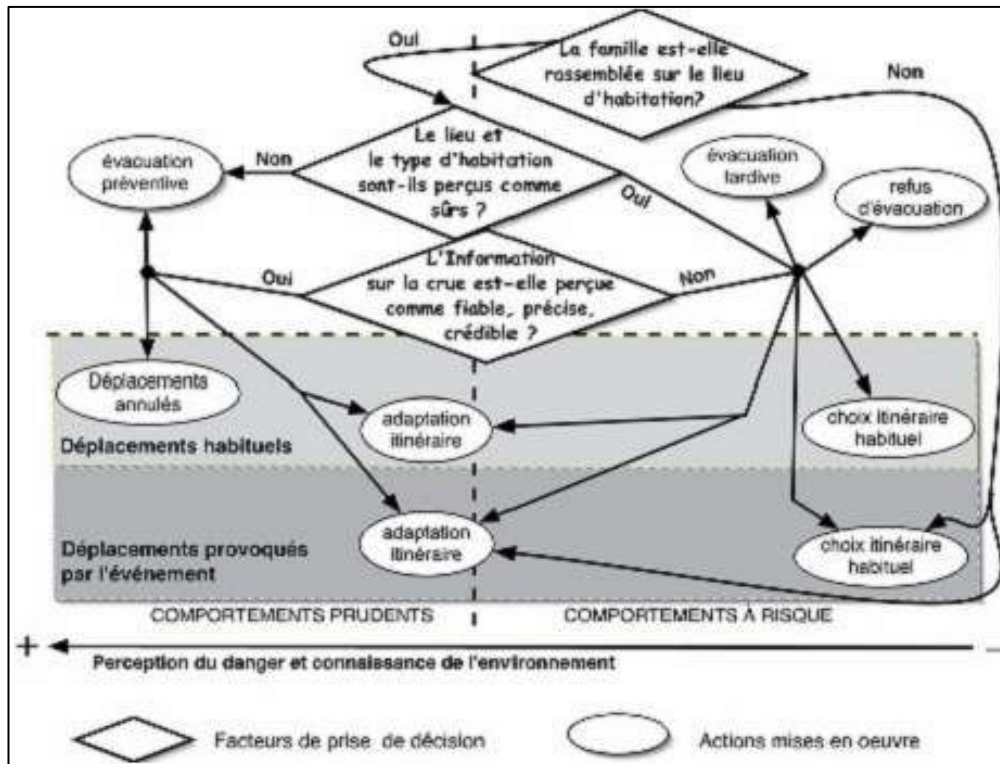 Oui
La famille est-elle
rassemblée sur le lieu
d'habitation?
Non
Le lieu et
le type d'habitation
sont-ils perçus comme
sûrs ?
Non
évacuation
préventive
Oui
évacuation
tardive
refus
d'évacuation
L'Information
sur la crue est-elle perçue
comme fiable, précise,
crédible ?
Oui
Non
Déplacements
annulés
adaptation
itinéraire
choix itinéraire
habituel
Déplacements habituels
adaptation
itinéraire
choix itinéraire
habituel
Déplacements provoqués
par l'événement
COMPORTEMENTS PRUDENTS
COMPORTEMENTS À RISQUE
+
–
Perception du danger et connaissance de l'environnement
Facteurs de prise de décision
Actions mises en oeuvre